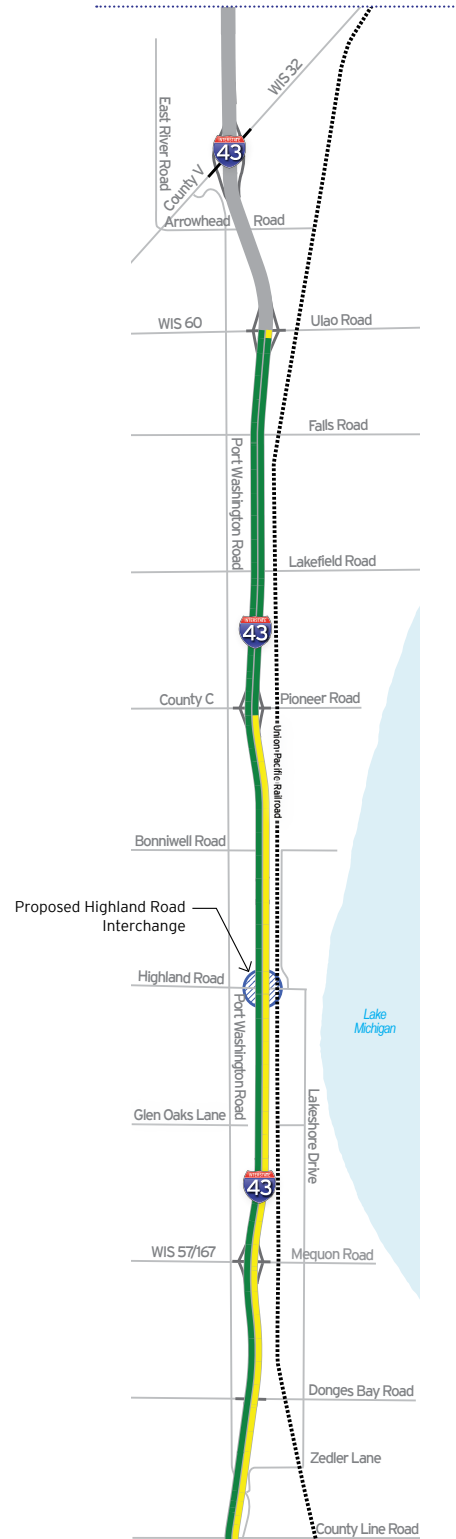 WIS 32
East River Road
INTERSTATE
43
County V
Arrowhead Road
WIS 60
Ulao Road
Falls Road
Port Washington Road
Lakefield Road
INTERSTATE
43
County C
Pioneer Road
Union Pacific Railroad
Bonniwell Road
Proposed Highland Road
Interchange
Highland Road
Port Washington Road
Lake
Michigan
Glen Oaks Lane
Lakeshore Drive
INTERSTATE
43
WIS 57/167
Mequon Road
Donges Bay Road
Zedler Lane
County Line Road